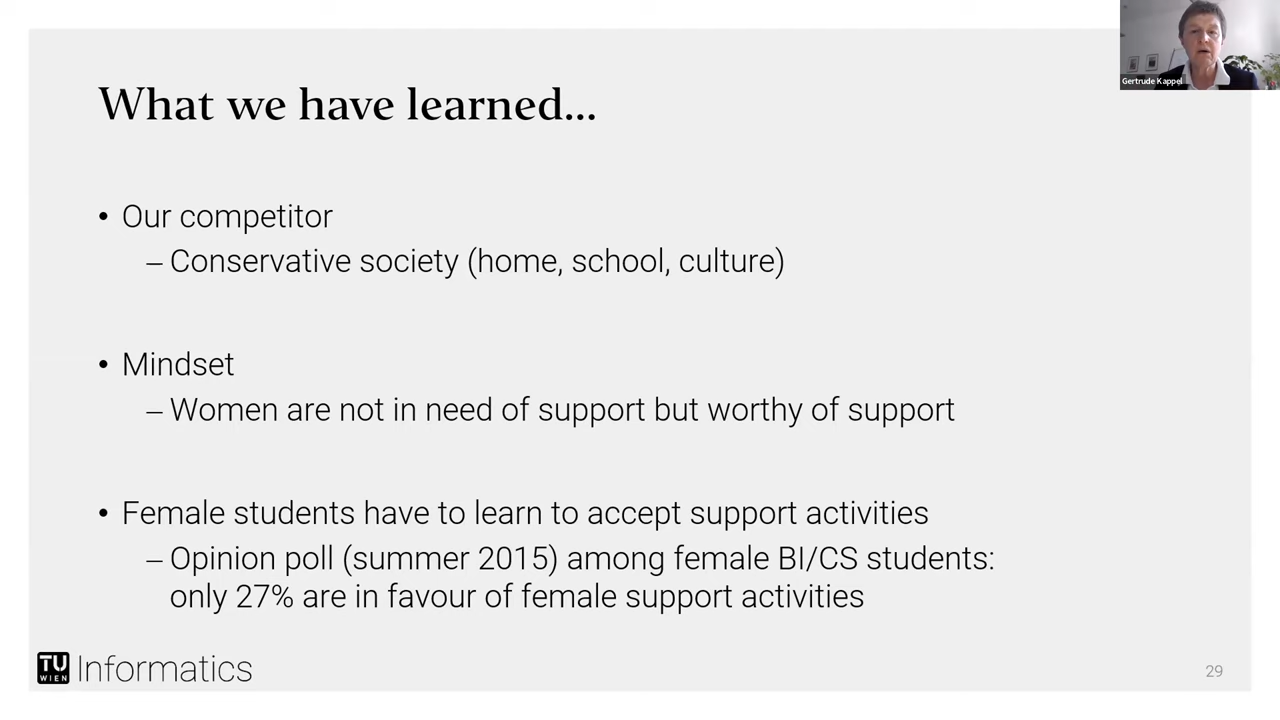 Gertrude Kappel
What we have learned...
• Our competitor
– Conservative society (home, school, culture)
• Mindset
– Women are not in need of support but worthy of support
• Female students have to learn to accept support activities
– Opinion poll (summer 2015) among female BI/CS students:
only 27% are in favour of female support activities
TU
WIEN
Informatics
29